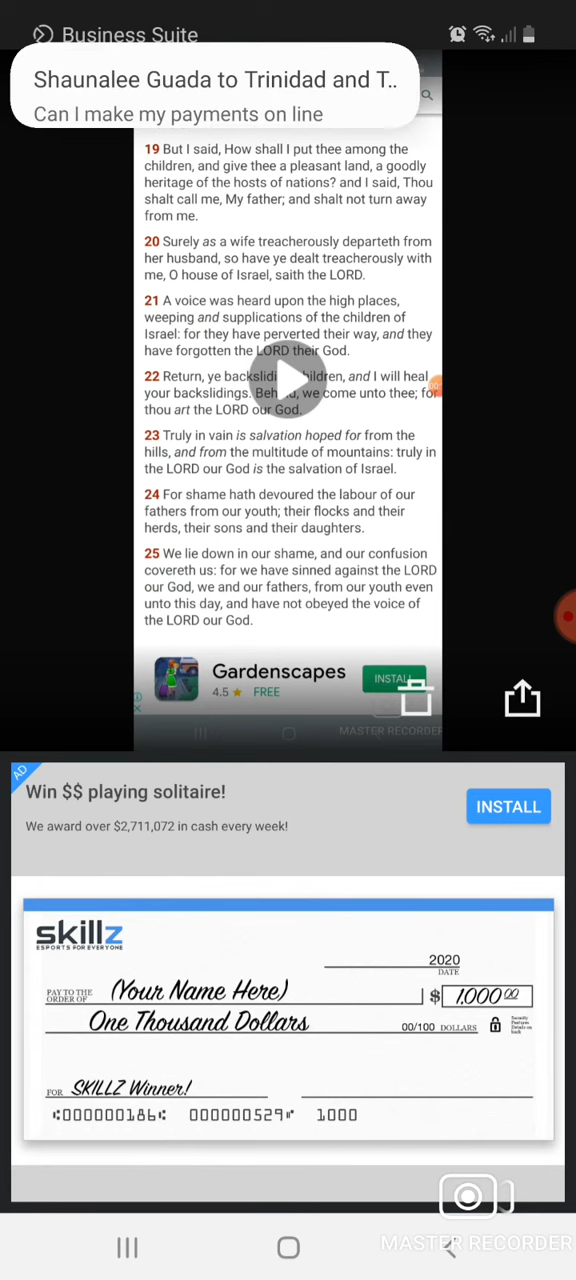 Business Suite
Shaunalee Guada to Trinidad and T..
Can I make my payments on line
19 But I said, How shall I put thee among the
children, and give thee a pleasant land, a goodly
heritage of the hosts of nations? and I said, Thou
shalt call me, My father; and shalt not turn away
from me.
20 Surely as a wife treacherously departeth from
her husband, so have ye dealt treacherously with
me, O house of Israel, saith the LORD.
21 A voice was heard upon the high places,
weeping and supplications of the children of
Israel: for they have perverted their way, and they
have forgotten the LORD their God.
22 Return, ye backsliding children, and I will heal
your backslidings. Behold, we come unto thee; for
thou art the LORD our God.
23 Truly in vain is salvation hoped for from the
hills, and from the multitude of mountains: truly in
the LORD our God is the salvation of Israel.
24 For shame hath devoured the labour of our
fathers from our youth; their flocks and their
herds, their sons and their daughters.
25 We lie down in our shame, and our confusion
covereth us: for we have sinned against the LORD
our God, we and our fathers, from our youth even
unto this day, and have not obeyed the voice of
the LORD our God.
Gardenscapes
INSTALL
4.5 ★ FREE
MASTER RECORDER
AD
Win $$ playing solitaire!
We award over $2,711,072 in cash every week!
INSTALL
skillz
ESPORTS FOR EVERYONE
2020
DATE
PAY TO THE
ORDER OF
(Your Name Here)
$ 1,000 00
One Thousand Dollars
00/100 DOLLARS
FOR SKILLZ Winner!
⑆000000186⑆ 000000529⑈ 1000
MASTER RECORDER